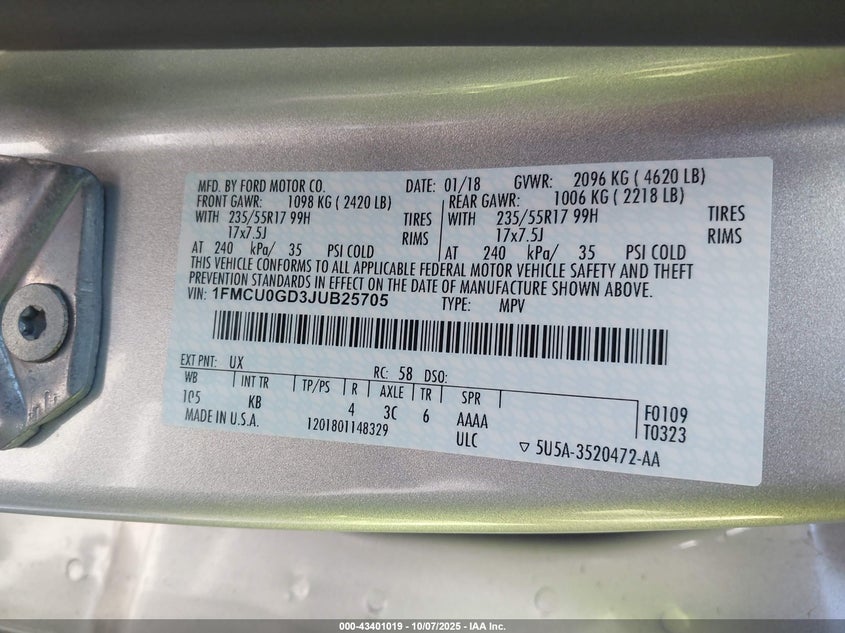 MFD. BY FORD MOTOR CO. DATE: 01/18 GVWR: 2096 KG ( 4620 LB)
FRONT GAWR: 1098 KG ( 2420 LB) REAR GAWR: 1006 KG ( 2218 LB)
WITH 235/55R17 99H TIRES WITH 235/55R17 99H TIRES
17x7.5J RIMS 17x7.5J RIMS
AT 240 kPa/ 35 PSI COLD AT 240 kPa/ 35 PSI COLD
THIS VEHICLE CONFORMS TO ALL APPLICABLE FEDERAL MOTOR VEHICLE SAFETY AND THEFT
PREVENTION STANDARDS IN EFFECT ON THE DATE OF MANUFACTURE SHOWN ABOVE.
VIN: 1FMCU0GD3JUB25705 TYPE: MPV
EXT PNT: UX RC: 58 DSO:
WB INT TR TP/PS R AXLE TR SPR
105 KB 4 3C 6 AAAA F0109
MADE IN U.S.A. 1201801148329 ULC T0323
▽ 5U5A-3520472-AA
000-43401019 - 10/07/2025 - IAA Inc.